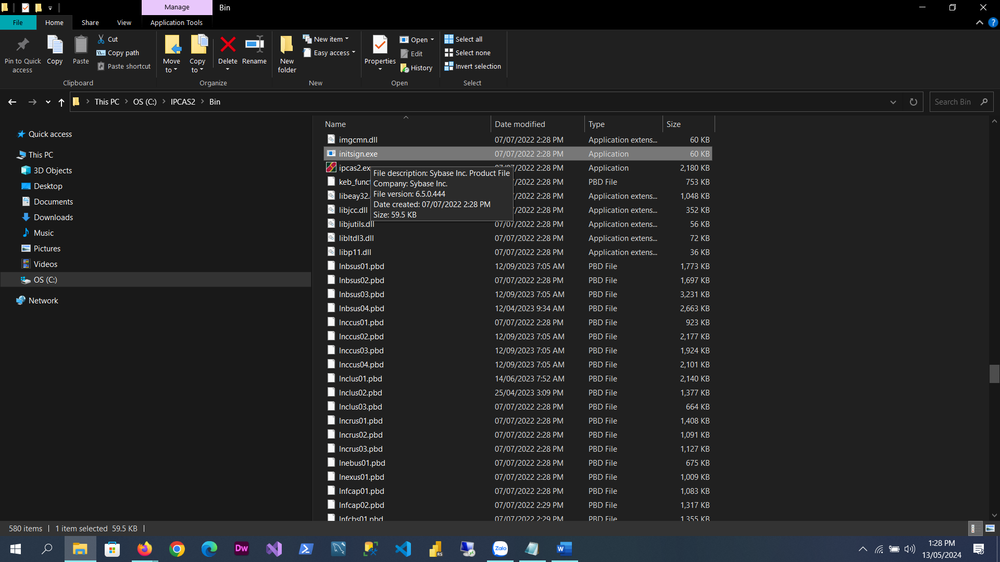 Manage
Bin
File
Home
Share
View
Application Tools
Pin to Quick
access
Copy
Paste
Cut
Copy path
Paste shortcut
Clipboard
Move
to
Copy
to
Delete
Rename
Organize
New
folder
New item
Easy access
New
Properties
Open
Edit
History
Open
Select all
Select none
Invert selection
Select
This PC > OS (C:) > IPCAS2 > Bin
Search Bin
Quick access
This PC
3D Objects
Desktop
Documents
Downloads
Music
Pictures
Videos
OS (C:)
Network
Name Date modified Type Size
imgcmn.dll 07/07/2022 2:28 PM Application extens... 60 KB
initsign.exe 07/07/2022 2:28 PM Application 60 KB
ipcas2.ex 2:28 PM Application 2,180 KB
keb_funct 2:28 PM PBD File 753 KB
libeay32. 2:28 PM Application extens... 1,048 KB
libjcc.dll 2:28 PM Application extens... 352 KB
File description: Sybase Inc. Product File
Company: Sybase Inc.
File version: 6.5.0.444
Date created: 07/07/2022 2:28 PM
Size: 59.5 KB
libjutils.dll 07/07/2022 2:28 PM Application extens... 56 KB
libltdl3.dll 07/07/2022 2:28 PM Application extens... 72 KB
libp11.dll 07/07/2022 2:28 PM Application extens... 36 KB
lnbsus01.pbd 12/09/2023 7:05 AM PBD File 1,773 KB
lnbsus02.pbd 07/07/2022 2:28 PM PBD File 1,697 KB
lnbsus03.pbd 12/09/2023 7:05 AM PBD File 3,231 KB
lnbsus04.pbd 12/04/2023 9:34 AM PBD File 2,663 KB
lnccus01.pbd 07/07/2022 2:28 PM PBD File 923 KB
lnccus02.pbd 12/09/2023 7:05 AM PBD File 2,177 KB
lnccus03.pbd 12/09/2023 7:05 AM PBD File 1,924 KB
lnccus04.pbd 12/09/2023 7:05 AM PBD File 2,101 KB
lnclus01.pbd 14/06/2023 7:52 AM PBD File 2,140 KB
lnclus02.pbd 25/04/2023 3:09 PM PBD File 1,377 KB
lnclus03.pbd 07/07/2022 2:28 PM PBD File 664 KB
lncrus01.pbd 07/07/2022 2:28 PM PBD File 1,408 KB
lncrus02.pbd 07/07/2022 2:28 PM PBD File 1,091 KB
lncrus03.pbd 07/07/2022 2:28 PM PBD File 1,127 KB
lnebus01.pbd 07/07/2022 2:28 PM PBD File 675 KB
lnexus01.pbd 07/07/2022 2:28 PM PBD File 1,009 KB
lnfcap01.pbd 07/07/2022 2:28 PM PBD File 1,083 KB
lnfcap02.pbd 07/07/2022 2:29 PM PBD File 1,317 KB
lnfcbs01.pbd 07/07/2022 2:29 PM PBD File 1,355 KB
580 items
1 item selected 59.5 KB
Dw
RS
Zalo
W
1:28 PM
13/05/2024